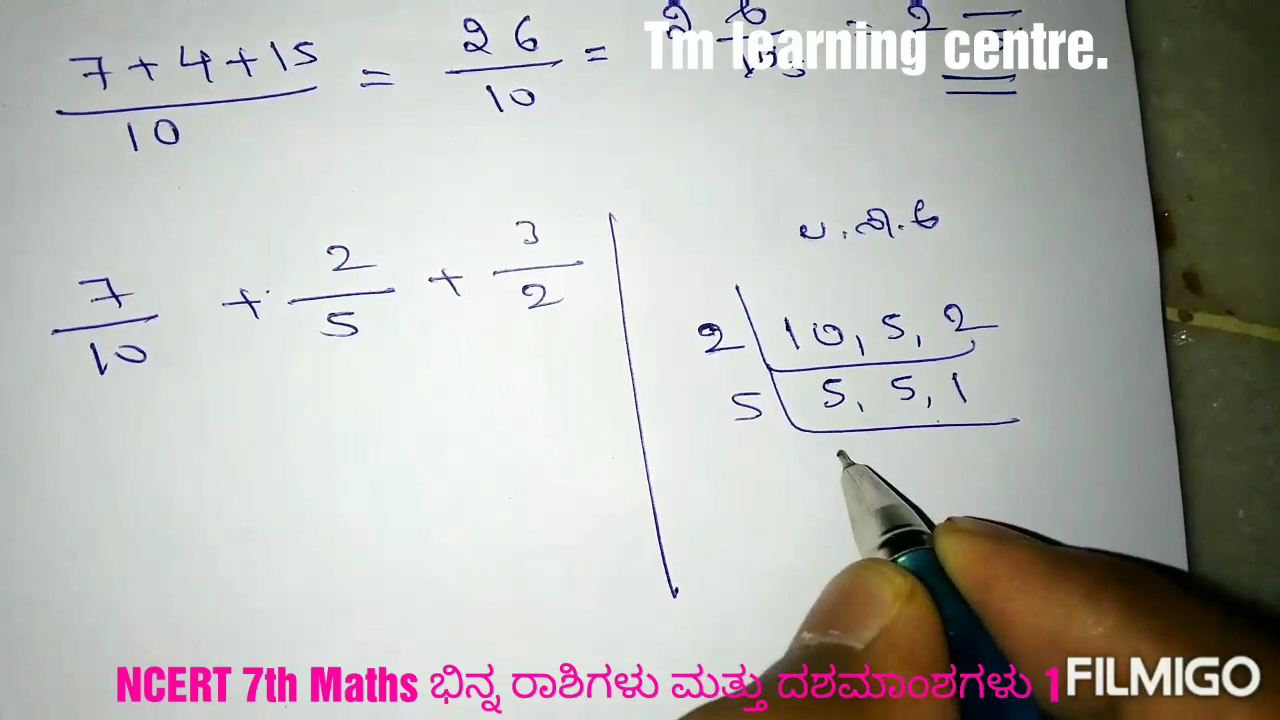 7 + 4 + 15 / 10 = 26 / 10 =
Tm learning centre.
7/10 + 2/5 + 3/2
ಲ.ಸಾ.ಅ
2 | 10, 5, 2
5 | 5, 5, 1
NCERT 7th Maths ಭಿನ್ನ ರಾಶಿಗಳು ಮತ್ತು ದಶಮಾಂಶಗಳು 1
FILMIGO